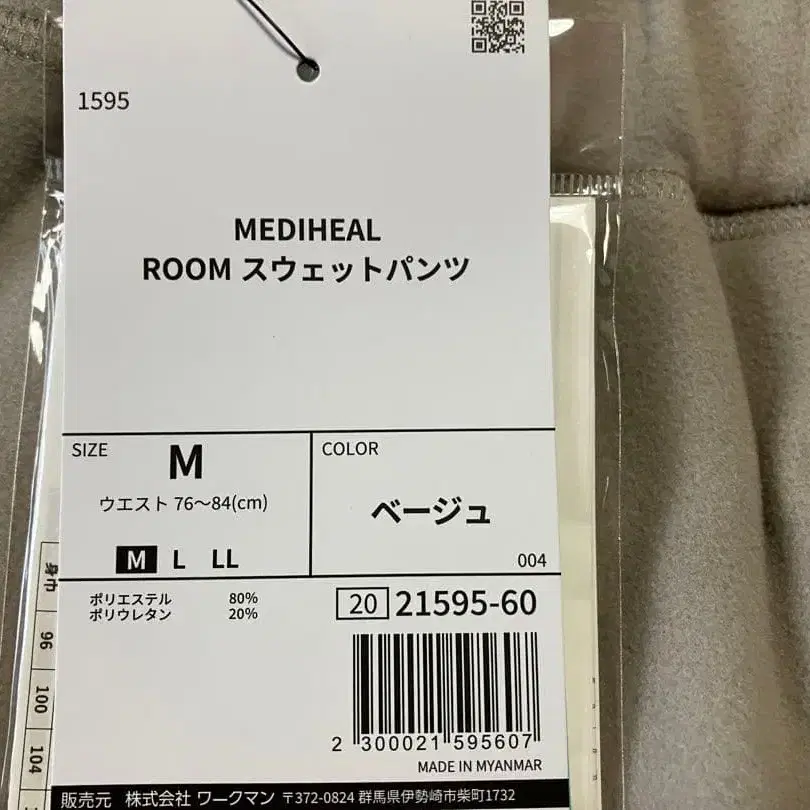 1595
MEDIHEAL
ROOM スウェットパンツ
SIZE
M
ウエスト 76～84(cm)
M L LL
COLOR
ベージュ
004
ポリエステル 80%
ポリウレタン 20%
20 21595-60
2 300021 595607
MADE IN MYANMAR
販売元 株式会社 ワークマン 〒372-0824 群馬県伊勢崎市柴町1732
身巾
96
100
104